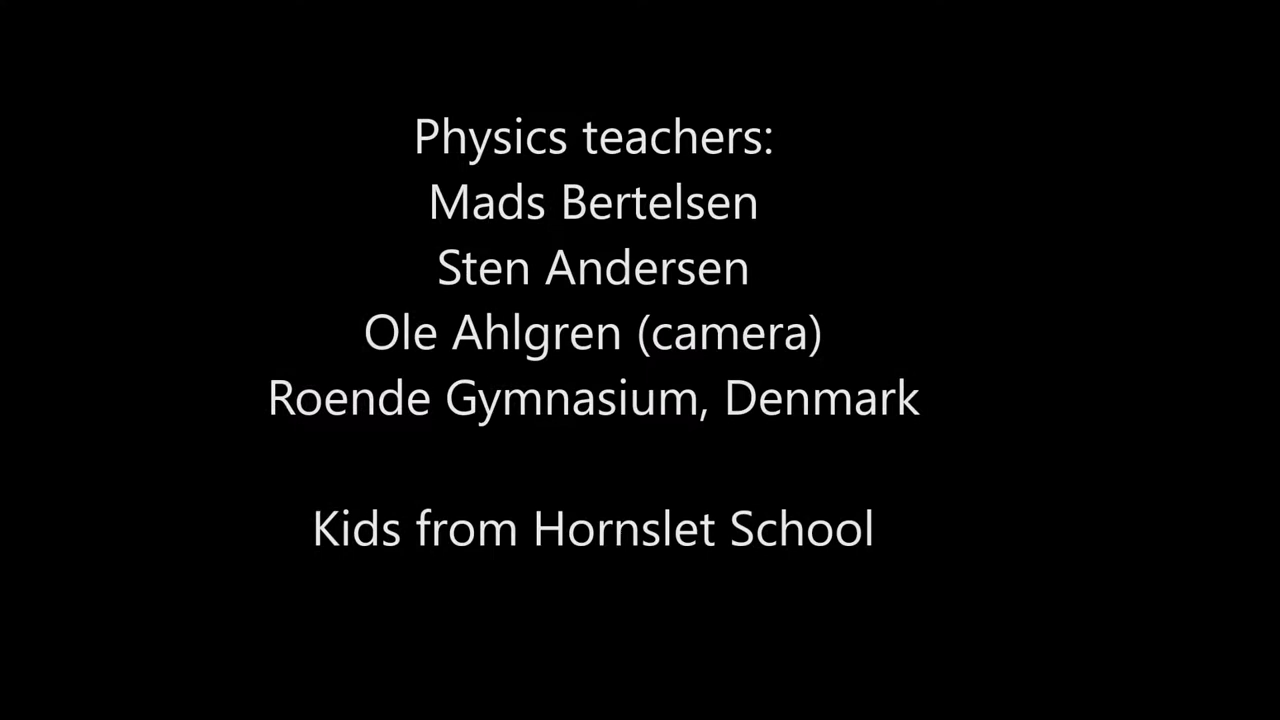 Physics teachers:
Mads Bertelsen
Sten Andersen
Ole Ahlgren (camera)
Roende Gymnasium, Denmark
Kids from Hornslet School